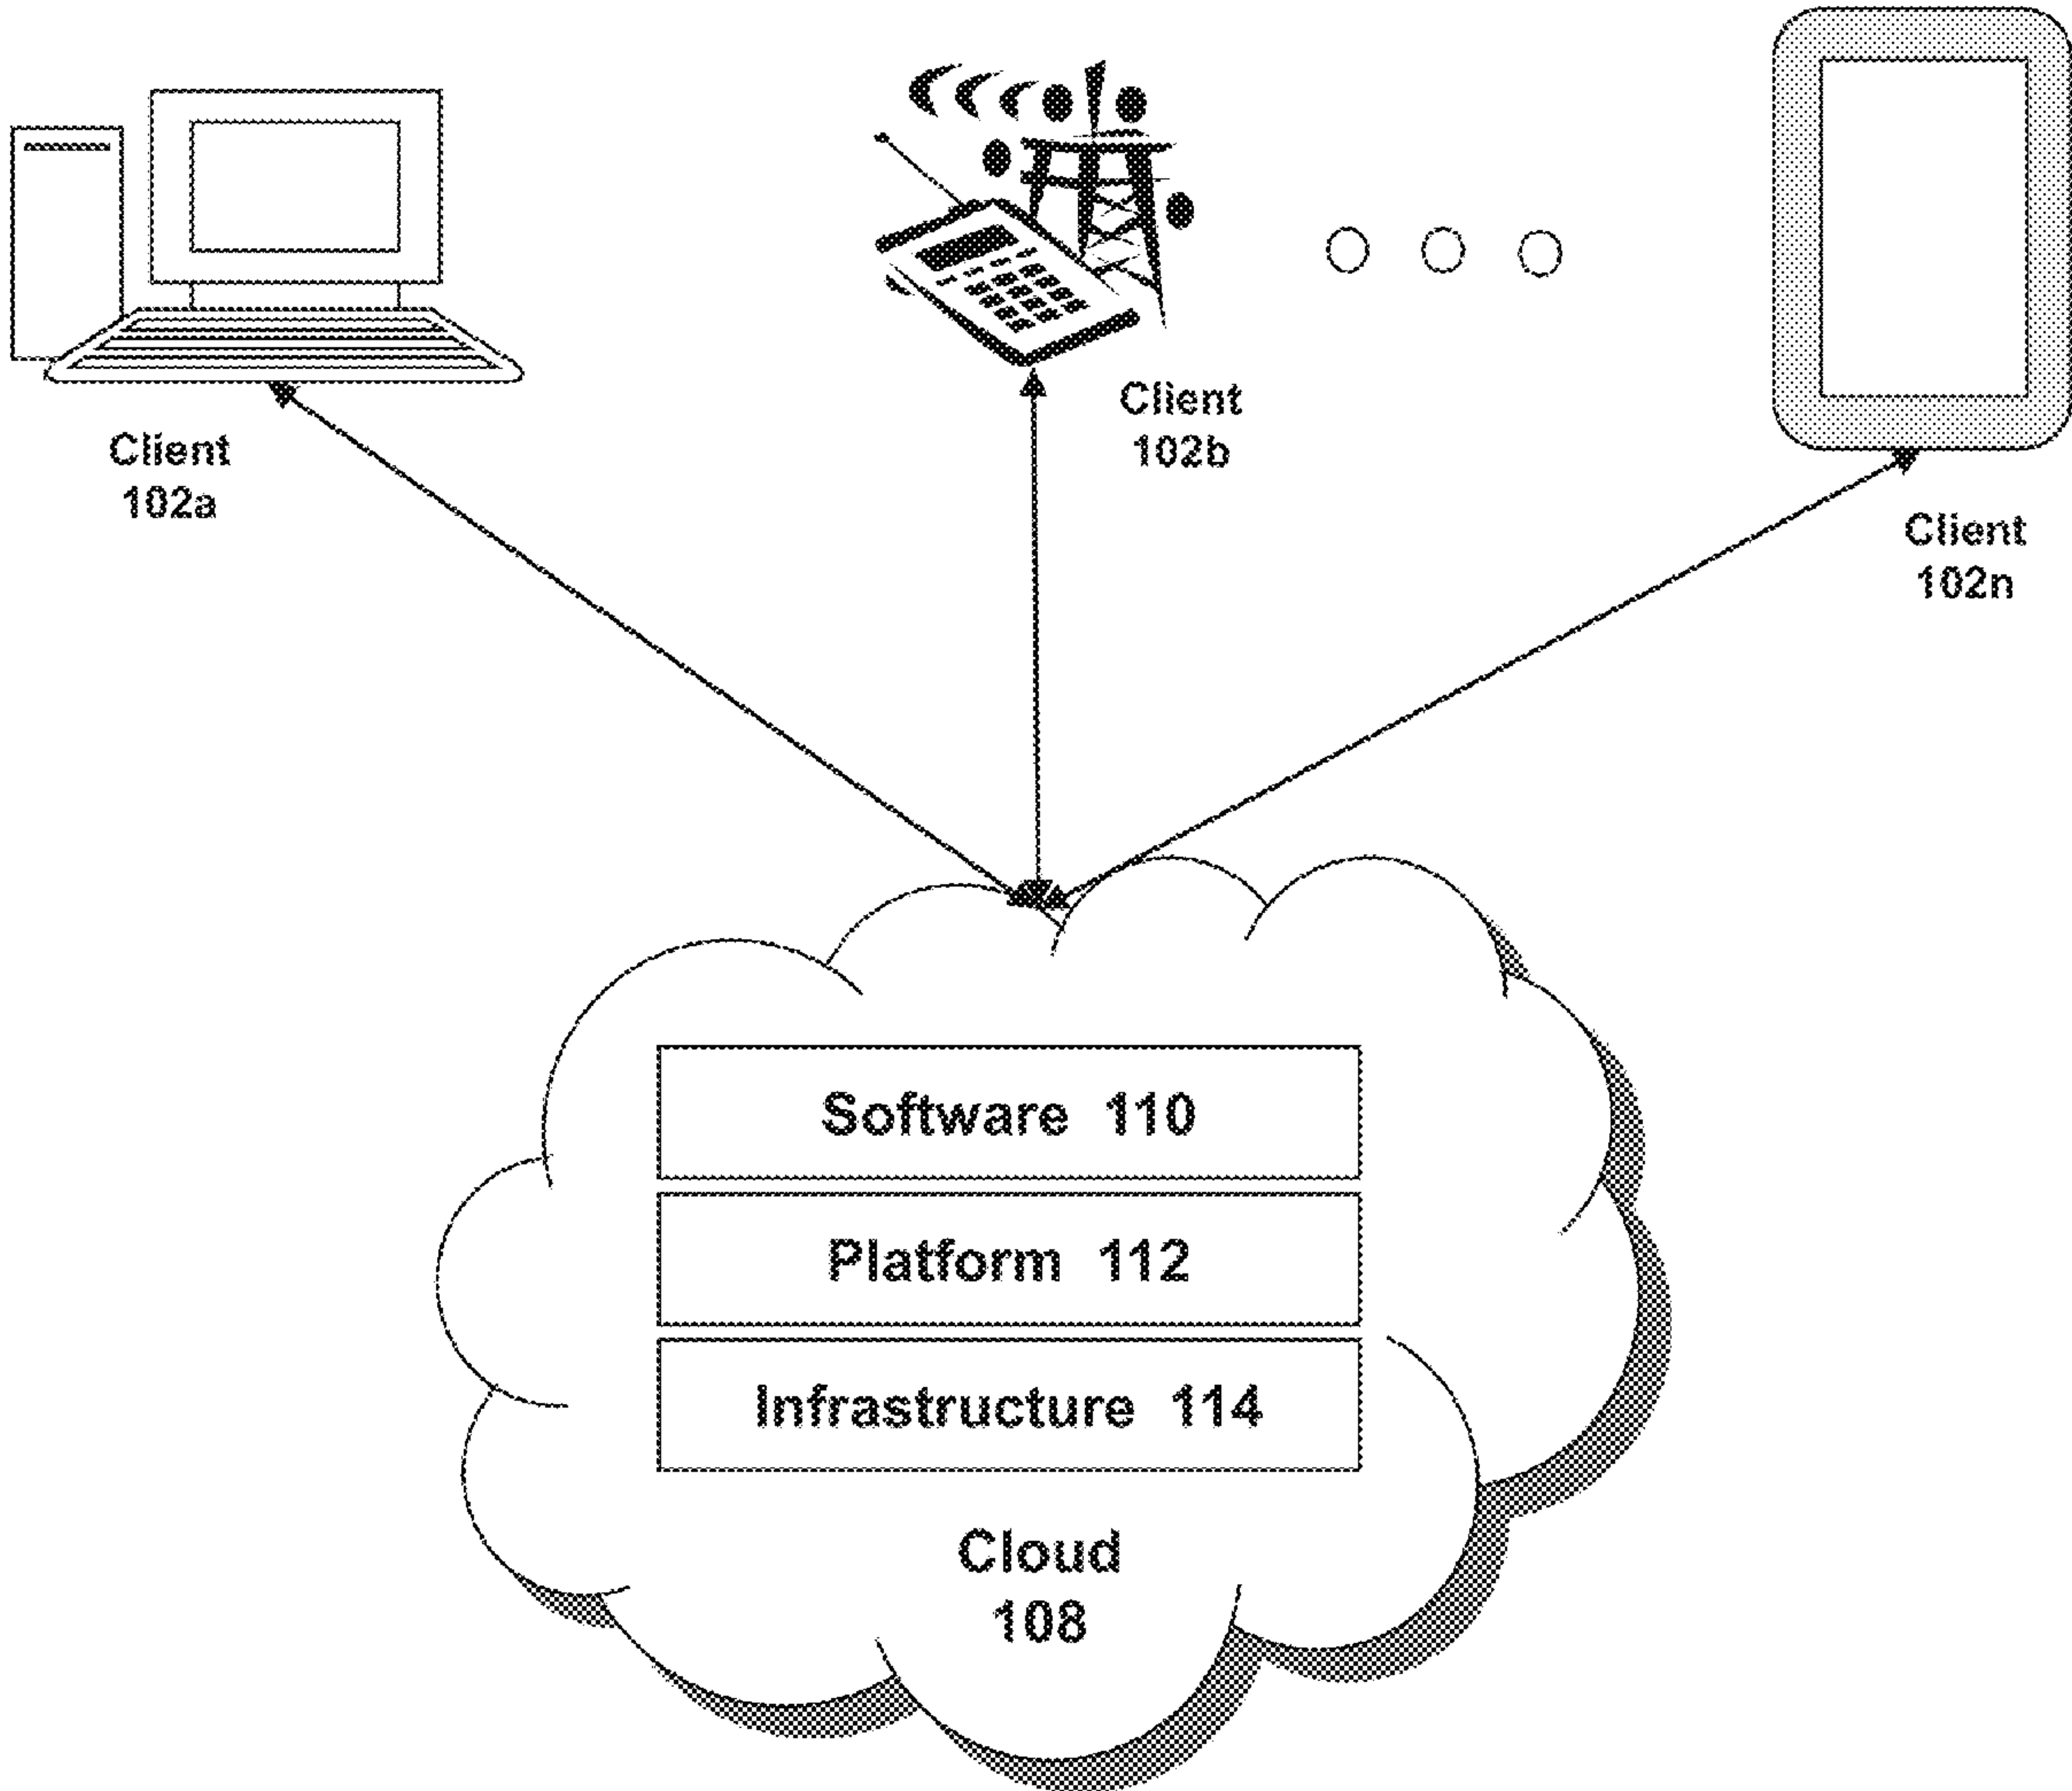 Client
102a
Client
102b
Client
102n
Software 110
Platform 112
Infrastructure 114
Cloud
108